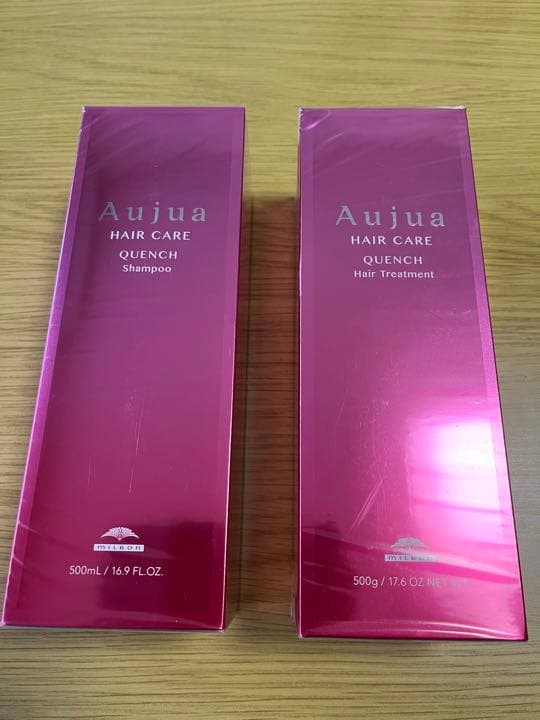 Aujua
HAIR CARE
QUENCH
Shampoo
milbon
500mL / 16.9 FL.OZ.
Aujua
HAIR CARE
QUENCH
Hair Treatment
milbon
500g / 17.6 OZ NET WT.